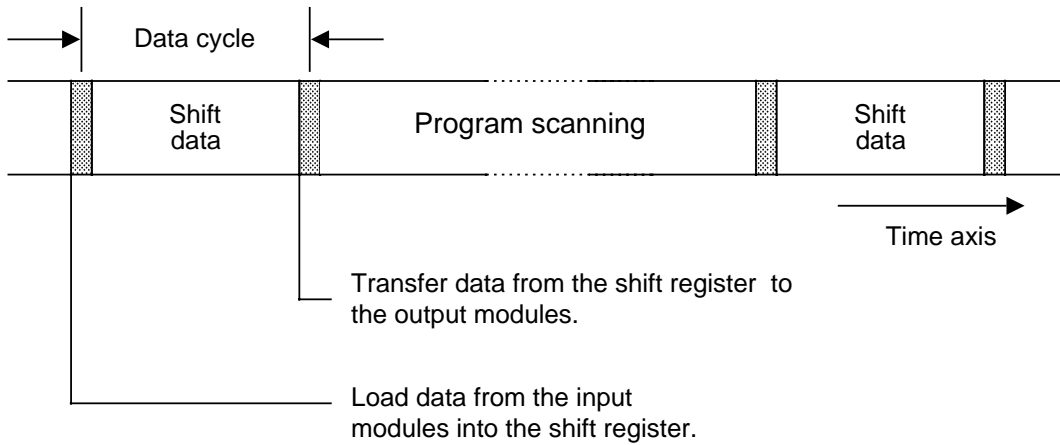 Data cycle
Shift
data
Program scanning
Shift
data
Time axis
Transfer data from the shift register to
the output modules.
Load data from the input
modules into the shift register.